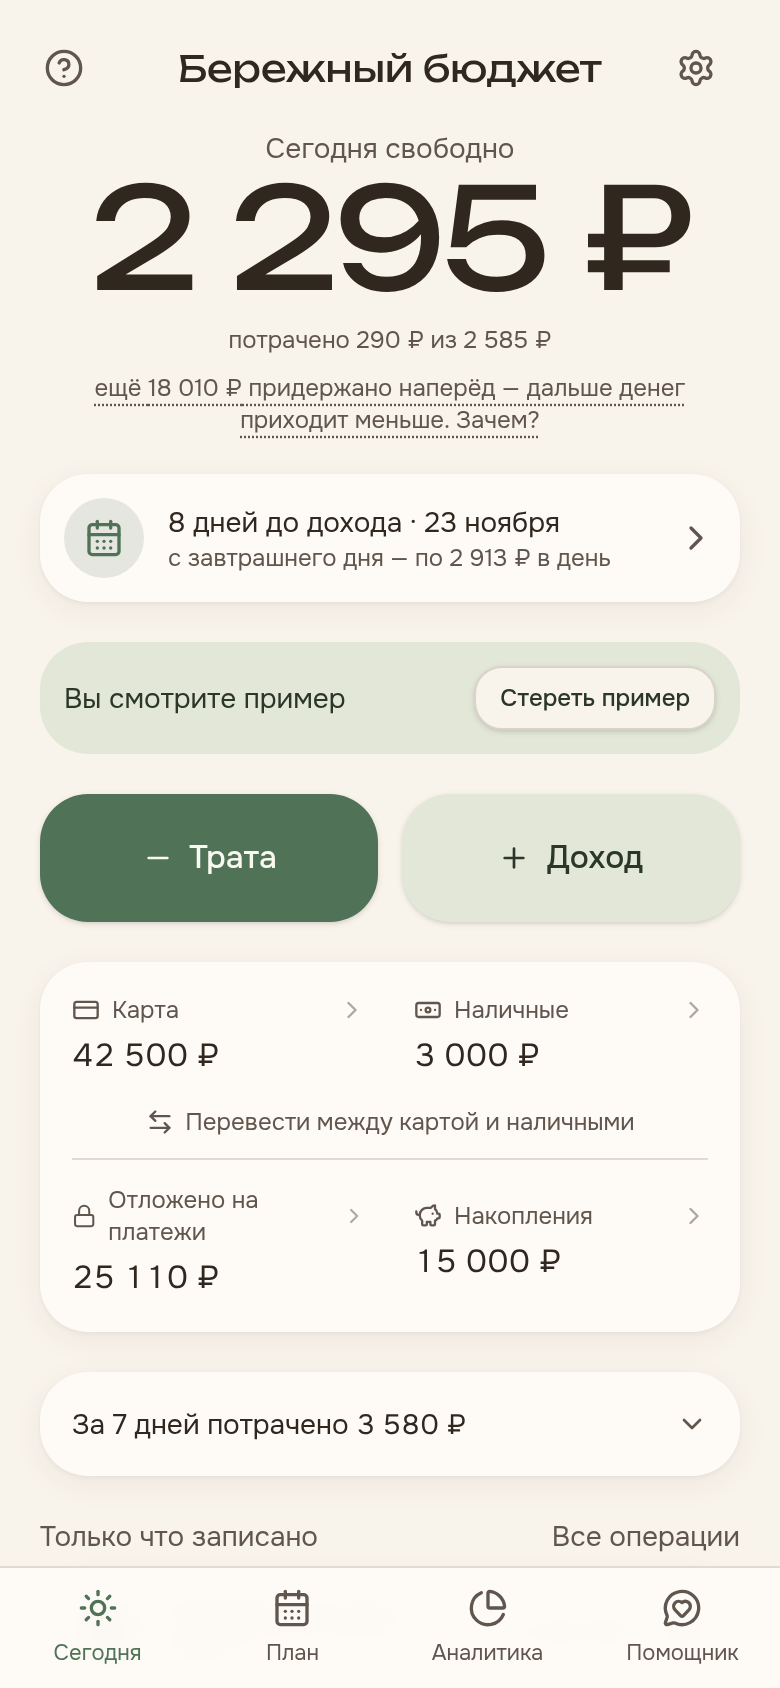 Бережный бюджет
Сегодня свободно
2 295 ₽
потрачено 290 ₽ из 2 585 ₽
ещё 18 010 ₽ придержано наперёд — дальше денег
приходит меньше. Зачем?
8 дней до дохода · 23 ноября
с завтрашнего дня — по 2 913 ₽ в день
Вы смотрите пример
Стереть пример
— Трата
+ Доход
Карта
42 500 ₽
Наличные
3 000 ₽
Перевести между картой и наличными
Отложено на
платежи
25 110 ₽
Накопления
15 000 ₽
За 7 дней потрачено 3 580 ₽
Только что записано
Все операции
Сегодня
План
Аналитика
Помощник